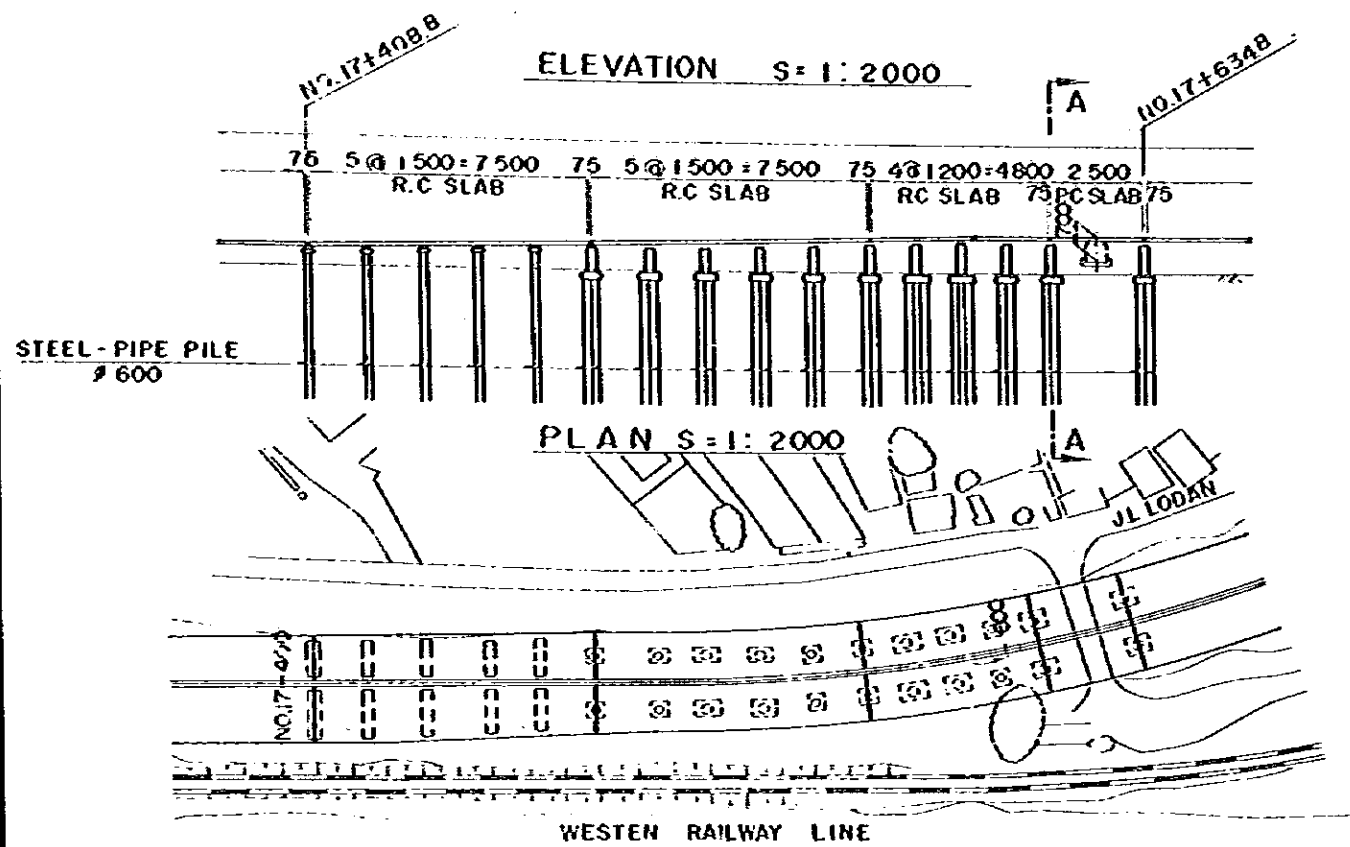 NO.17+408.8
ELEVATION S= 1:2000
NO.17+634.8
A
75 5@1500=7500 75 5@1500=7500 75 4@1200=4800 2500
R.C SLAB R.C SLAB RC SLAB 75 PC SLAB 75
STEEL-PIPE PILE
ø600
PLAN S=1:2000
A
JL LODAN
WESTEN RAILWAY LINE